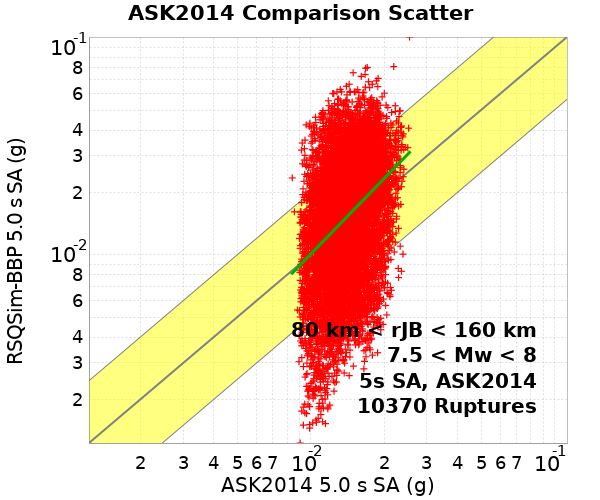 ASK2014 Comparison Scatter
10-1
8
6
4
3
2
10-2
8
6
4
3
2
RSQSim-BBP 5.0 s SA (g)
80 km < rJB < 160 km
7.5 < Mw < 8
5s SA, ASK2014
10370 Ruptures
2 3 4 5 6 7 10-2 2 3 4 5 6 7 10-1
ASK2014 5.0 s SA (g)